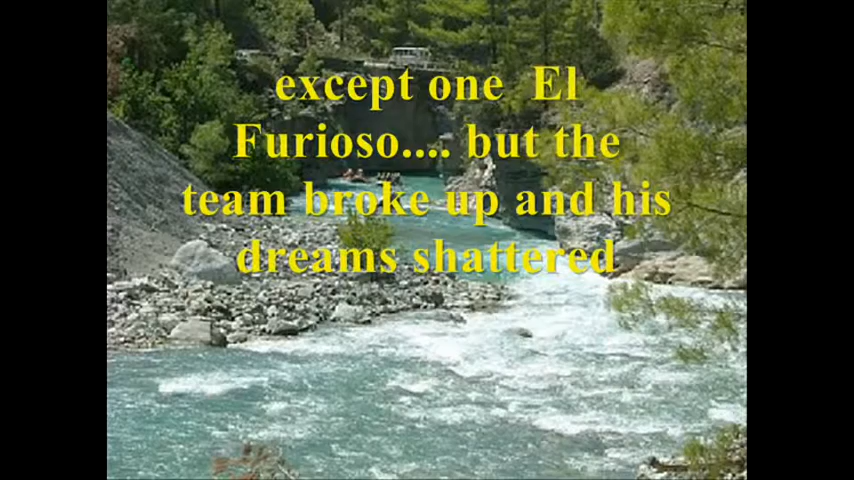 except one El
Furioso.... but the
team broke up and his
dreams shattered